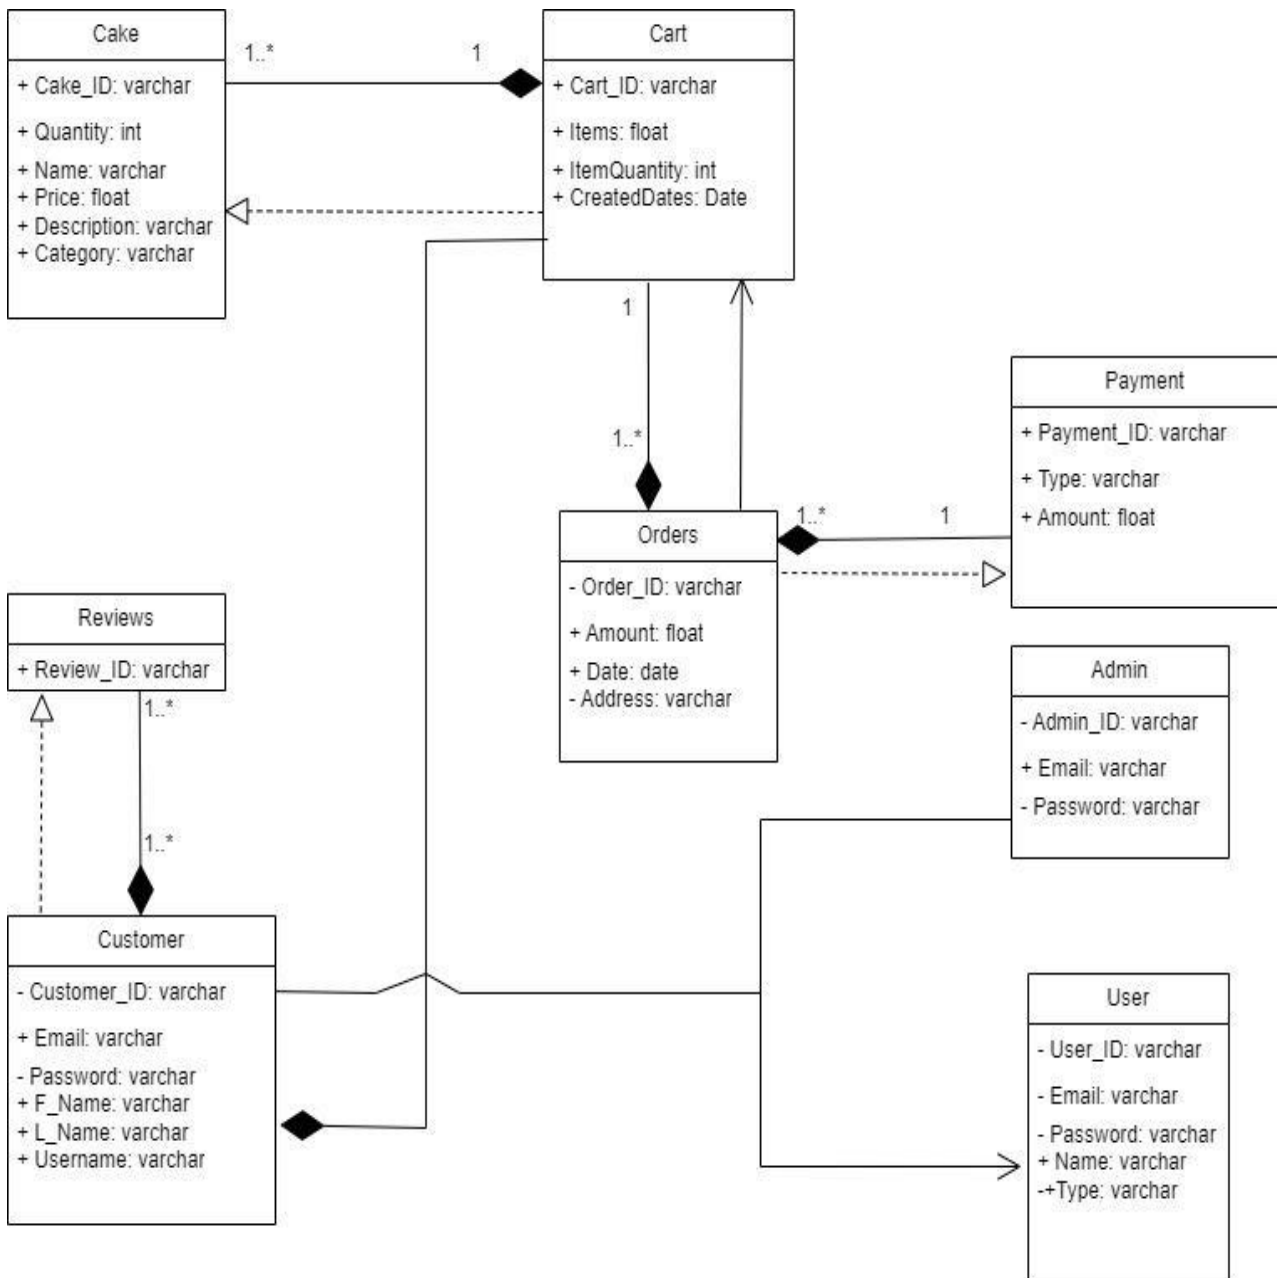 Cake
+ Cake_ID: varchar
+ Quantity: int
+ Name: varchar
+ Price: float
+ Description: varchar
+ Category: varchar
1..*
1
Cart
+ Cart_ID: varchar
+ Items: float
+ ItemQuantity: int
+ CreatedDates: Date
1
1..*
Payment
+ Payment_ID: varchar
+ Type: varchar
+ Amount: float
Orders
- Order_ID: varchar
+ Amount: float
+ Date: date
- Address: varchar
1..*
1
Reviews
+ Review_ID: varchar
1..*
1..*
Admin
- Admin_ID: varchar
+ Email: varchar
- Password: varchar
Customer
- Customer_ID: varchar
+ Email: varchar
- Password: varchar
+ F_Name: varchar
+ L_Name: varchar
+ Username: varchar
User
- User_ID: varchar
- Email: varchar
- Password: varchar
+ Name: varchar
-+Type: varchar